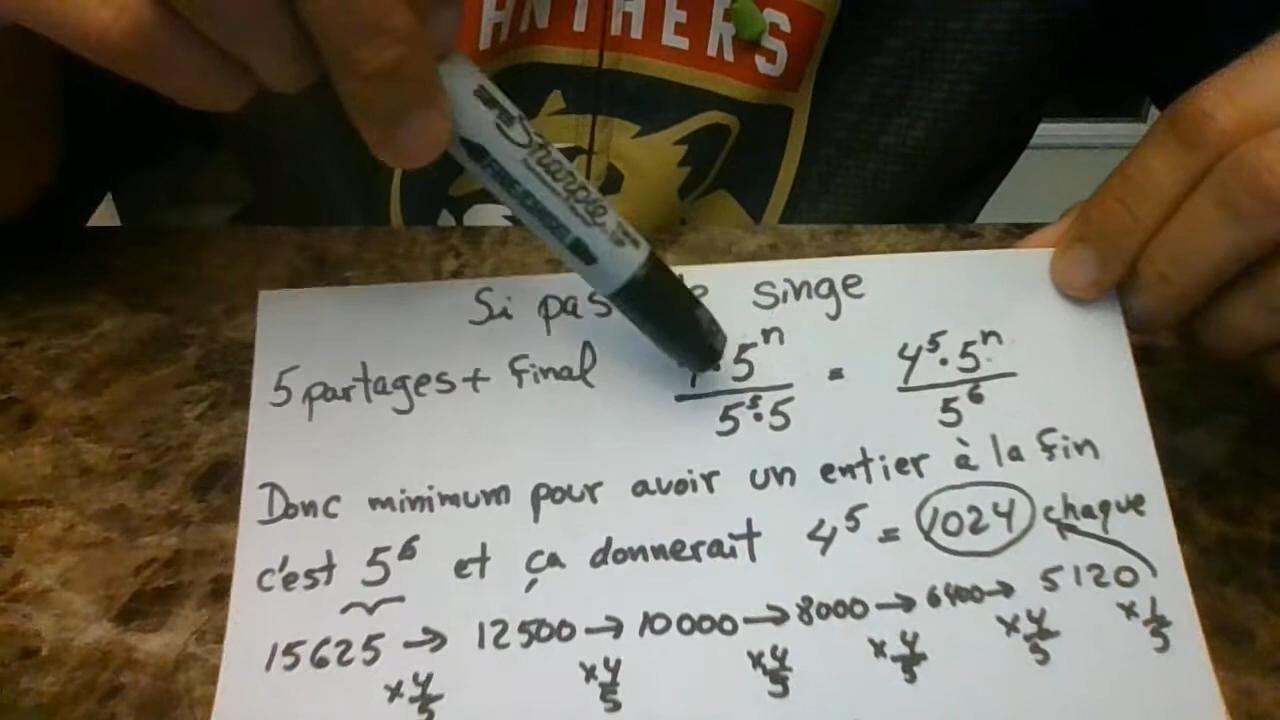 ANTHERS
Sharpie
Si pas singe
5 partages + final 5ⁿ / 5⁵·5 = 4⁵·5ⁿ / 5⁶
Donc minimum pour avoir un entier à la fin
c'est 5⁶ et ça donnerait 4⁵ = 1024 chaque
15625 → 12500 → 10000 → 8000 → 6400 → 5120
×4/5 ×4/5 ×4/5 ×4/5 ×4/5 ×1/5